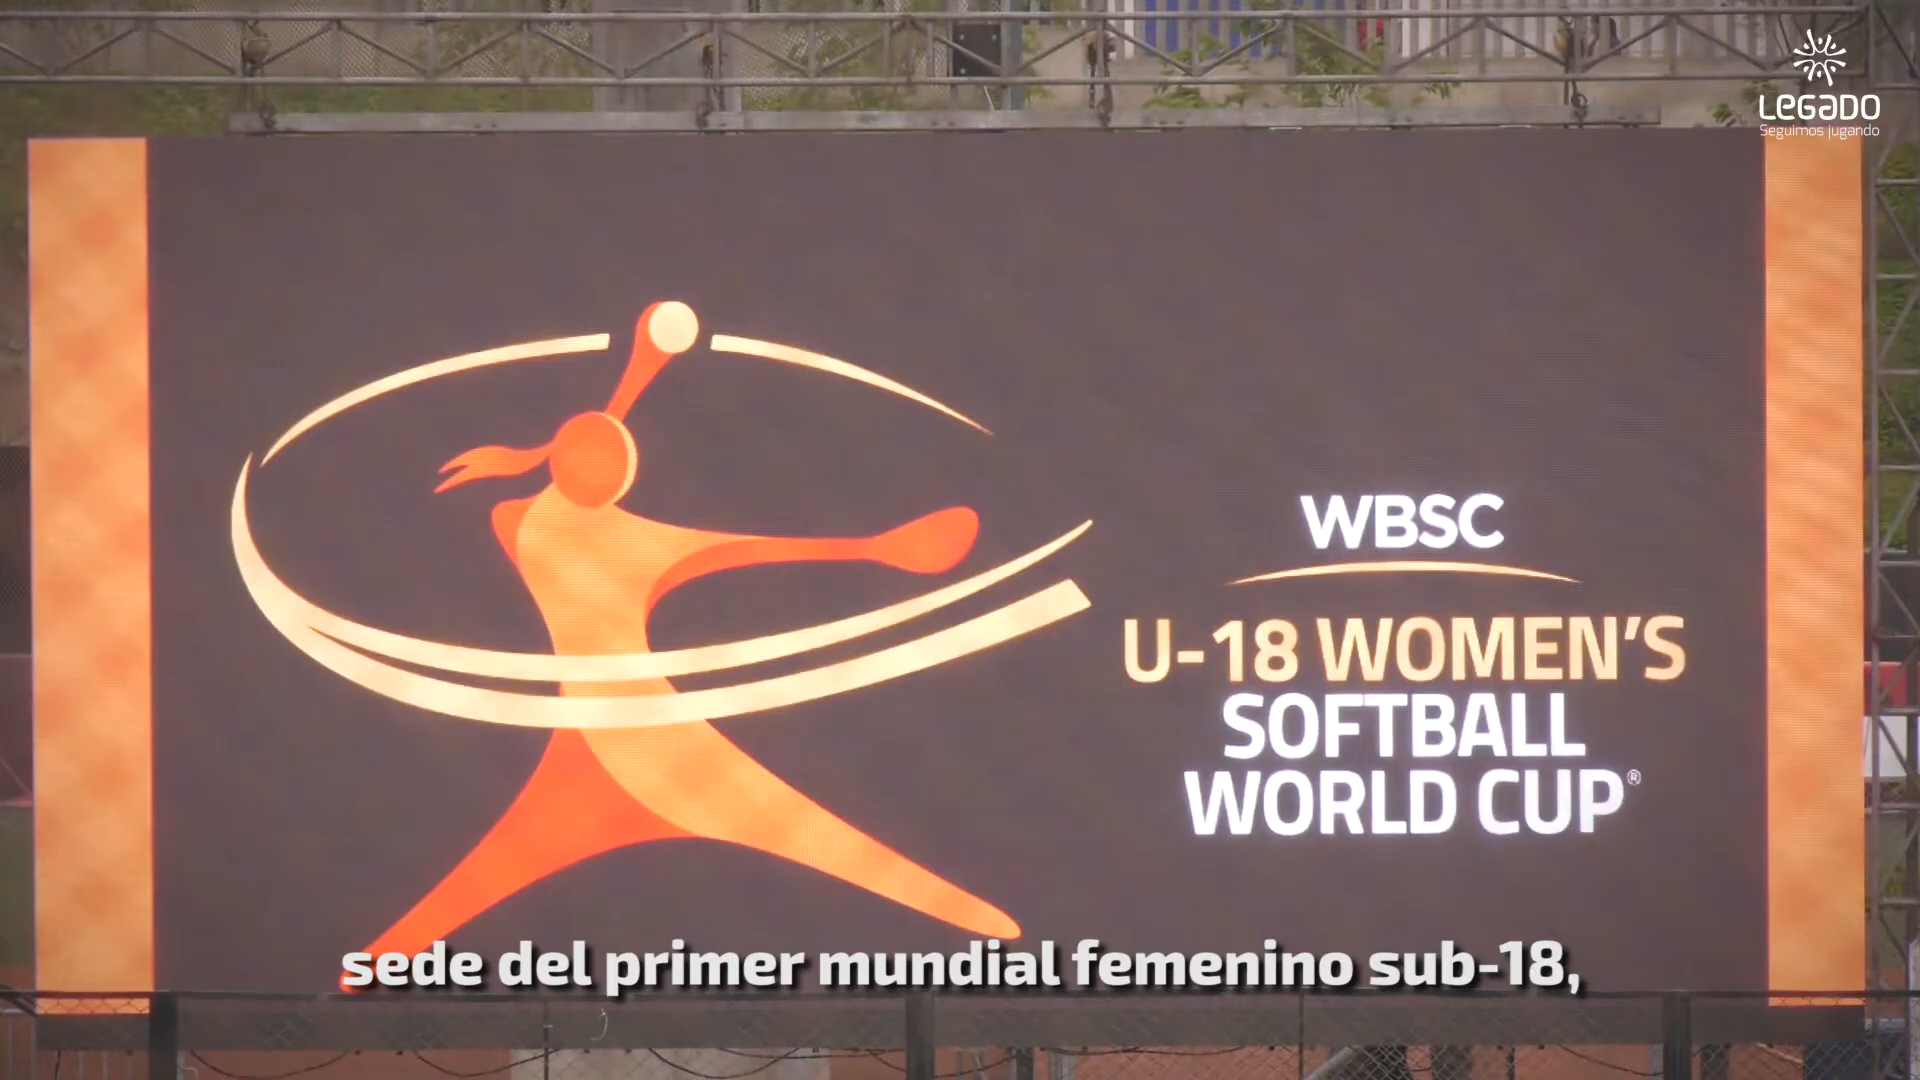 LEGADO
Seguimos jugando
WBSC
U-18 WOMEN'S
SOFTBALL
WORLD CUP®
sede del primer mundial femenino sub-18,